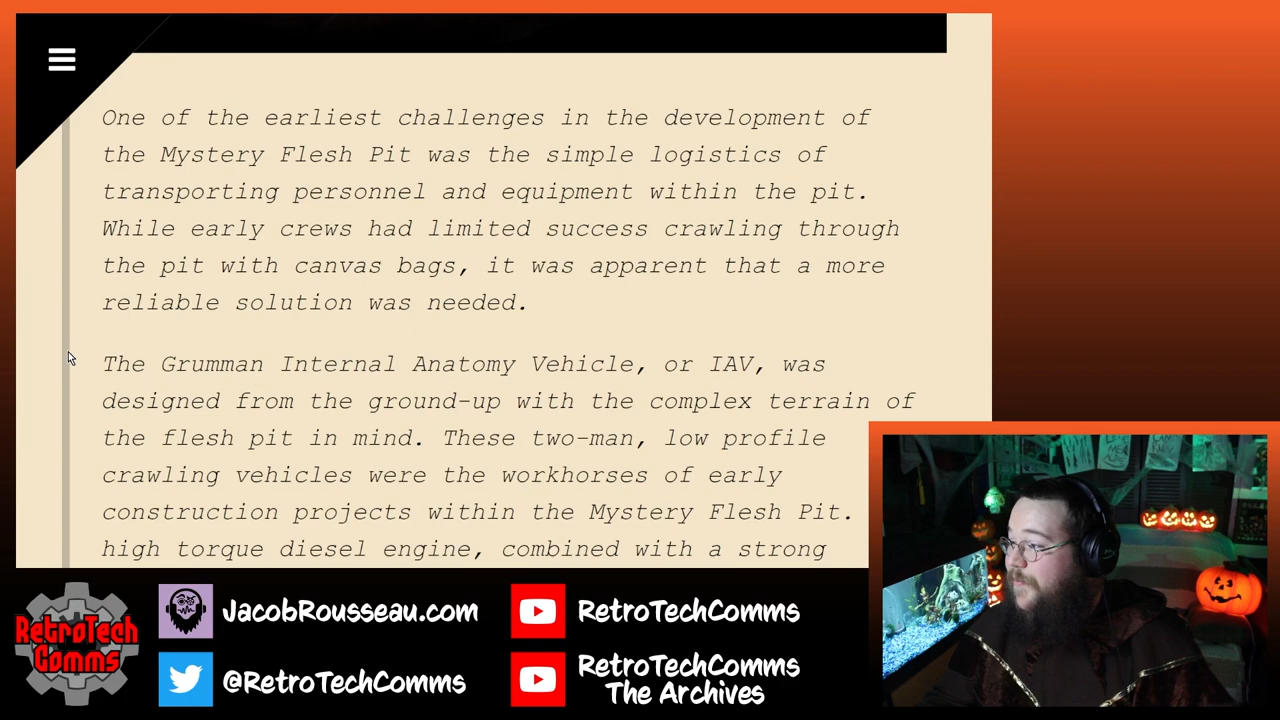 One of the earliest challenges in the development of
the Mystery Flesh Pit was the simple logistics of
transporting personnel and equipment within the pit.
While early crews had limited success crawling through
the pit with canvas bags, it was apparent that a more
reliable solution was needed.
The Grumman Internal Anatomy Vehicle, or IAV, was
designed from the ground-up with the complex terrain of
the flesh pit in mind. These two-man, low profile
crawling vehicles were the workhorses of early
construction projects within the Mystery Flesh Pit.
high torque diesel engine, combined with a strong
RetroTech
Comms
JacobRousseau.com
@RetroTechComms
RetroTechComms
RetroTechComms
The Archives